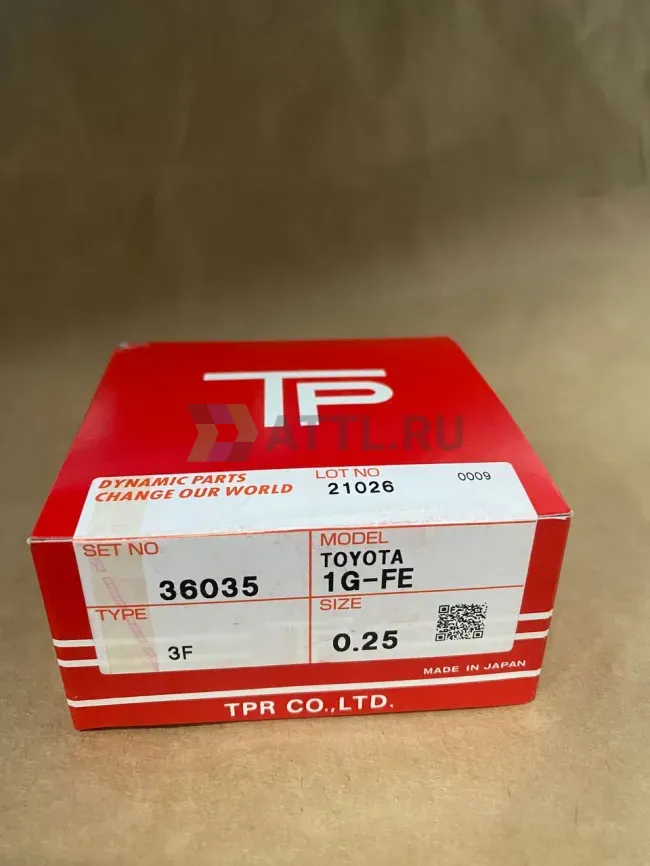 TP
ATTL.RU
DYNAMIC PARTS
CHANGE OUR WORLD
LOT NO
21026
0009
SET NO
36035
MODEL
TOYOTA
1G-FE
TYPE
3F
SIZE
0.25
MADE IN JAPAN
TPR CO.,LTD.